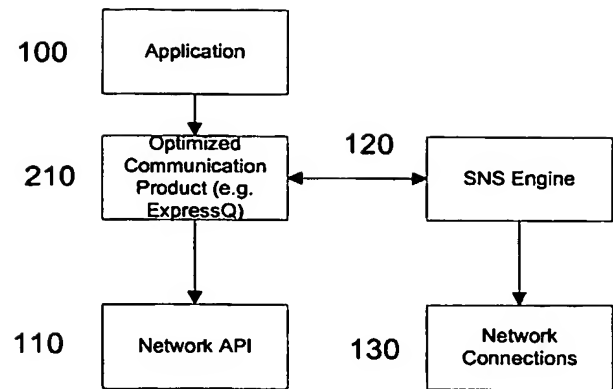 100
Application
210
Optimized
Communication
Product (e.g.
ExpressQ)
120
SNS Engine
110
Network API
130
Network
Connections